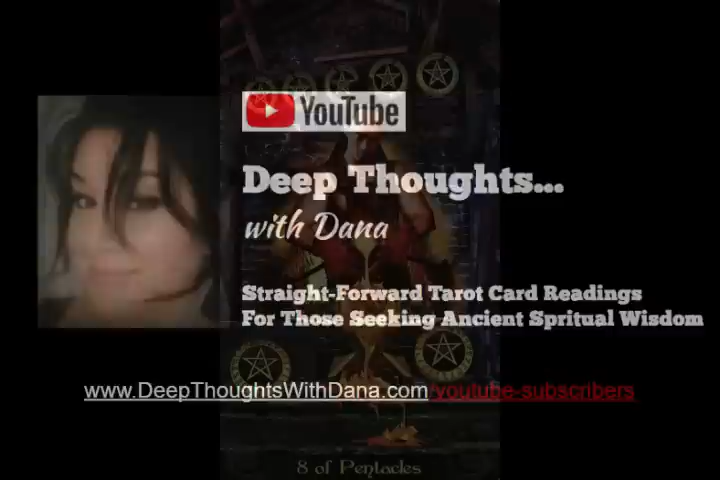 YouTube
Deep Thoughts...
with Dana
Straight-Forward Tarot Card Readings
For Those Seeking Ancient Spritual Wisdom
www.DeepThoughtsWithDana.com/youtube-subscribers
8 of Pentacles